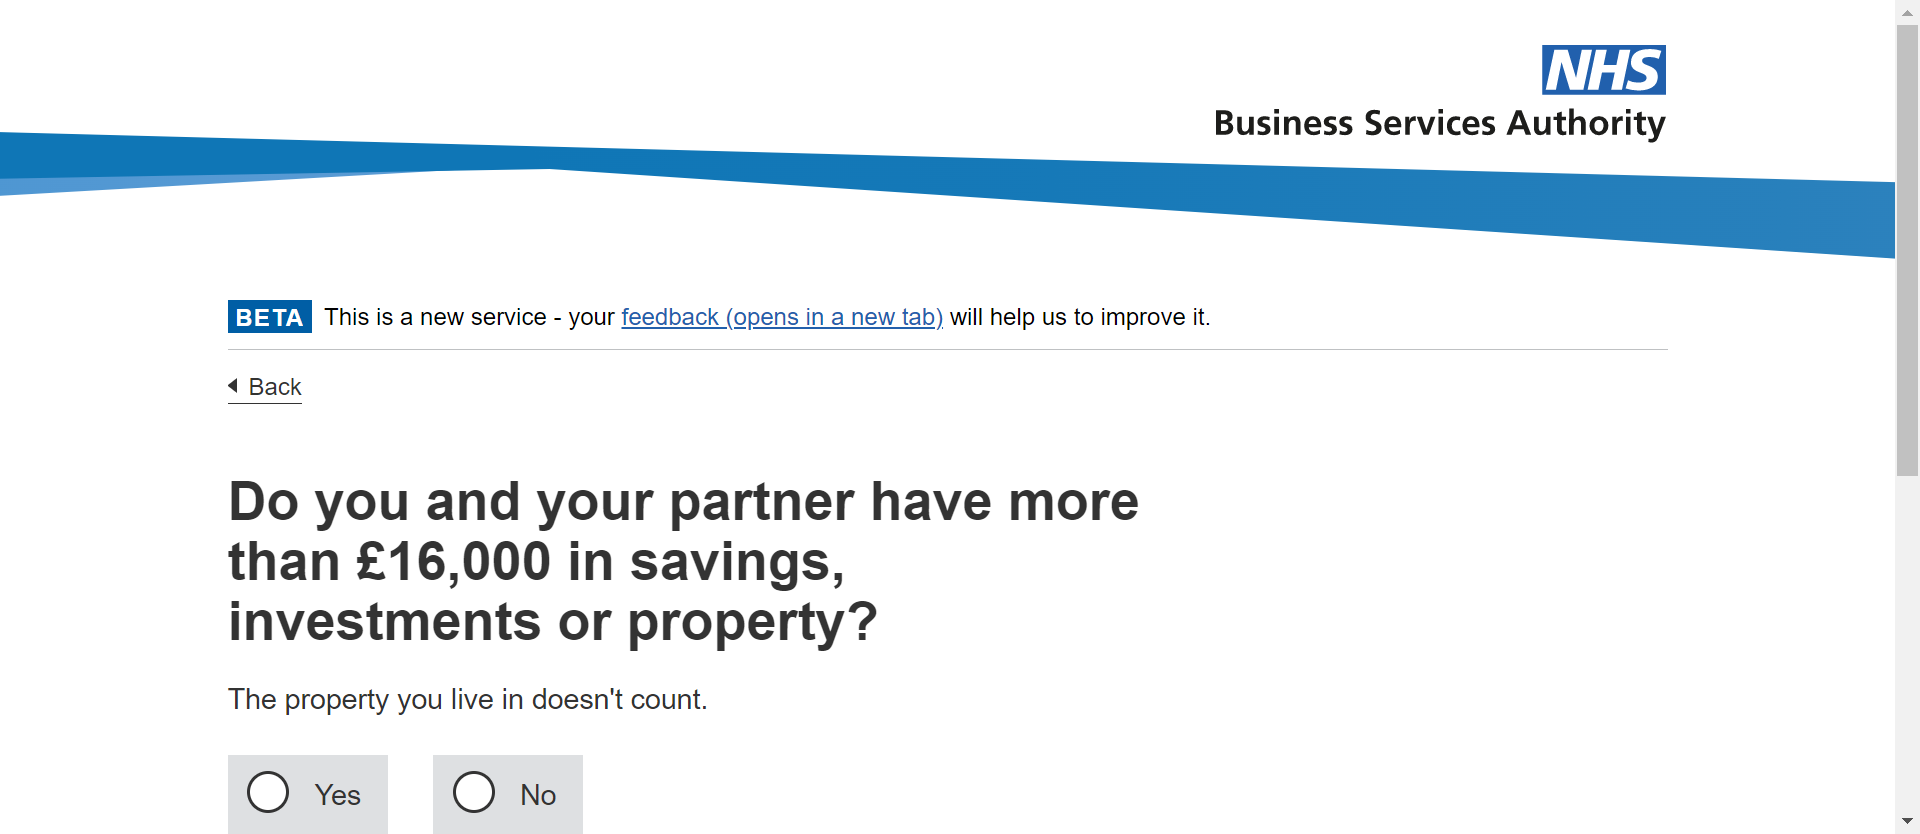 NHS
Business Services Authority
BETA This is a new service - your feedback (opens in a new tab) will help us to improve it.
Back
Do you and your partner have more
than £16,000 in savings,
investments or property?
The property you live in doesn't count.
Yes No